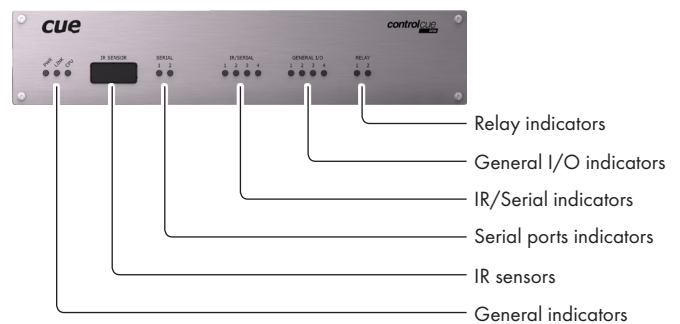 cue
controlcue
PWR LINK CPU
IR SENSOR
SERIAL
1 2
IR/SERIAL
1 2 3 4
GENERAL I/O
1 2 3 4
RELAY
1 2
Relay indicators
General I/O indicators
IR/Serial indicators
Serial ports indicators
IR sensors
General indicators